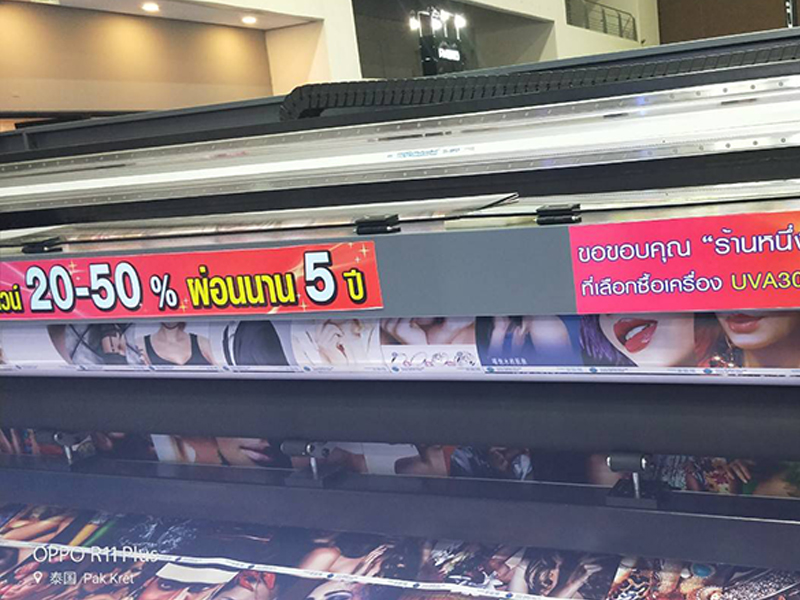 วน์ 20-50 % ผ่อนนาน 5 ปี
ขอขอบคุณ “ร้านหนึ่ง
ที่เลือกซื้อเครื่อง UVA30
OPPO R11 Plus
泰国 Pak Kret